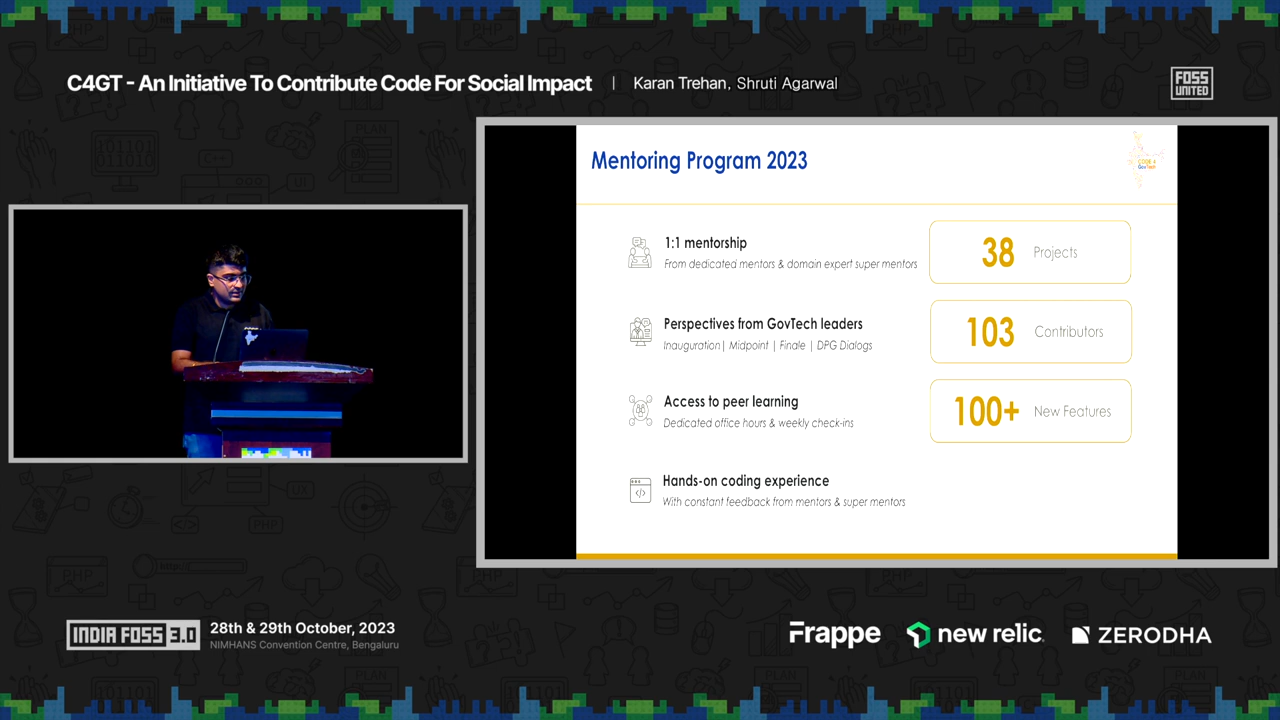 C4GT - An Initiative To Contribute Code For Social Impact | Karan Trehan, Shruti Agarwal
FOSS
UNITED
Mentoring Program 2023
CODE 4
GovTech
1:1 mentorship
From dedicated mentors & domain expert super mentors
38 Projects
Perspectives from GovTech leaders
Inauguration | Midpoint | Finale | DPG Dialogs
103 Contributors
Access to peer learning
Dedicated office hours & weekly check-ins
100+ New Features
Hands-on coding experience
With constant feedback from mentors & super mentors
INDIA FOSS 3.0
28th & 29th October, 2023
NIMHANS Convention Centre, Bengaluru
Frappe
new relic
ZERODHA